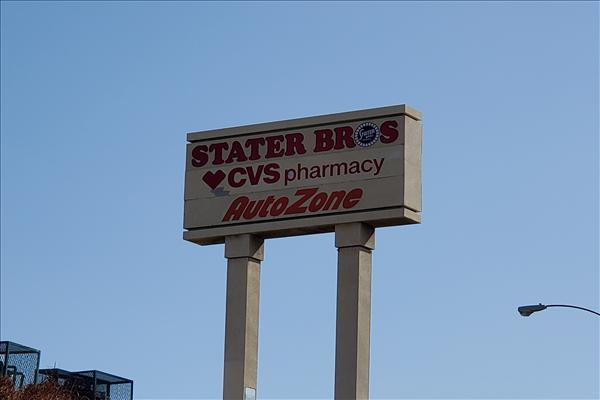 STATER BROS
CVS pharmacy
AutoZone